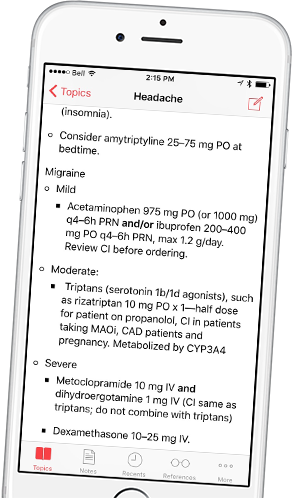 Bell
2:15 PM
Topics
Headache
(insomnia).
Consider amytriptyline 25–75 mg PO at
bedtime.
Migraine
Mild
Acetaminophen 975 mg PO (or 1000 mg)
q4–6h PRN and/or ibuprofen 200–400
mg PO q4–6h PRN, max 1.2 g/day.
Review CI before ordering.
Moderate:
Triptans (serotonin 1b/1d agonists), such
as rizatriptan 10 mg PO x 1—half dose
for patient on propanolol, CI in patients
taking MAOi, CAD patients and
pregnancy. Metabolized by CYP3A4
Severe
Metoclopramide 10 mg IV and
dihydroergotamine 1 mg IV (CI same as
triptans; do not combine with triptans)
Dexamethasone 10–25 mg IV.
Topics
Notes
Recents
References
More